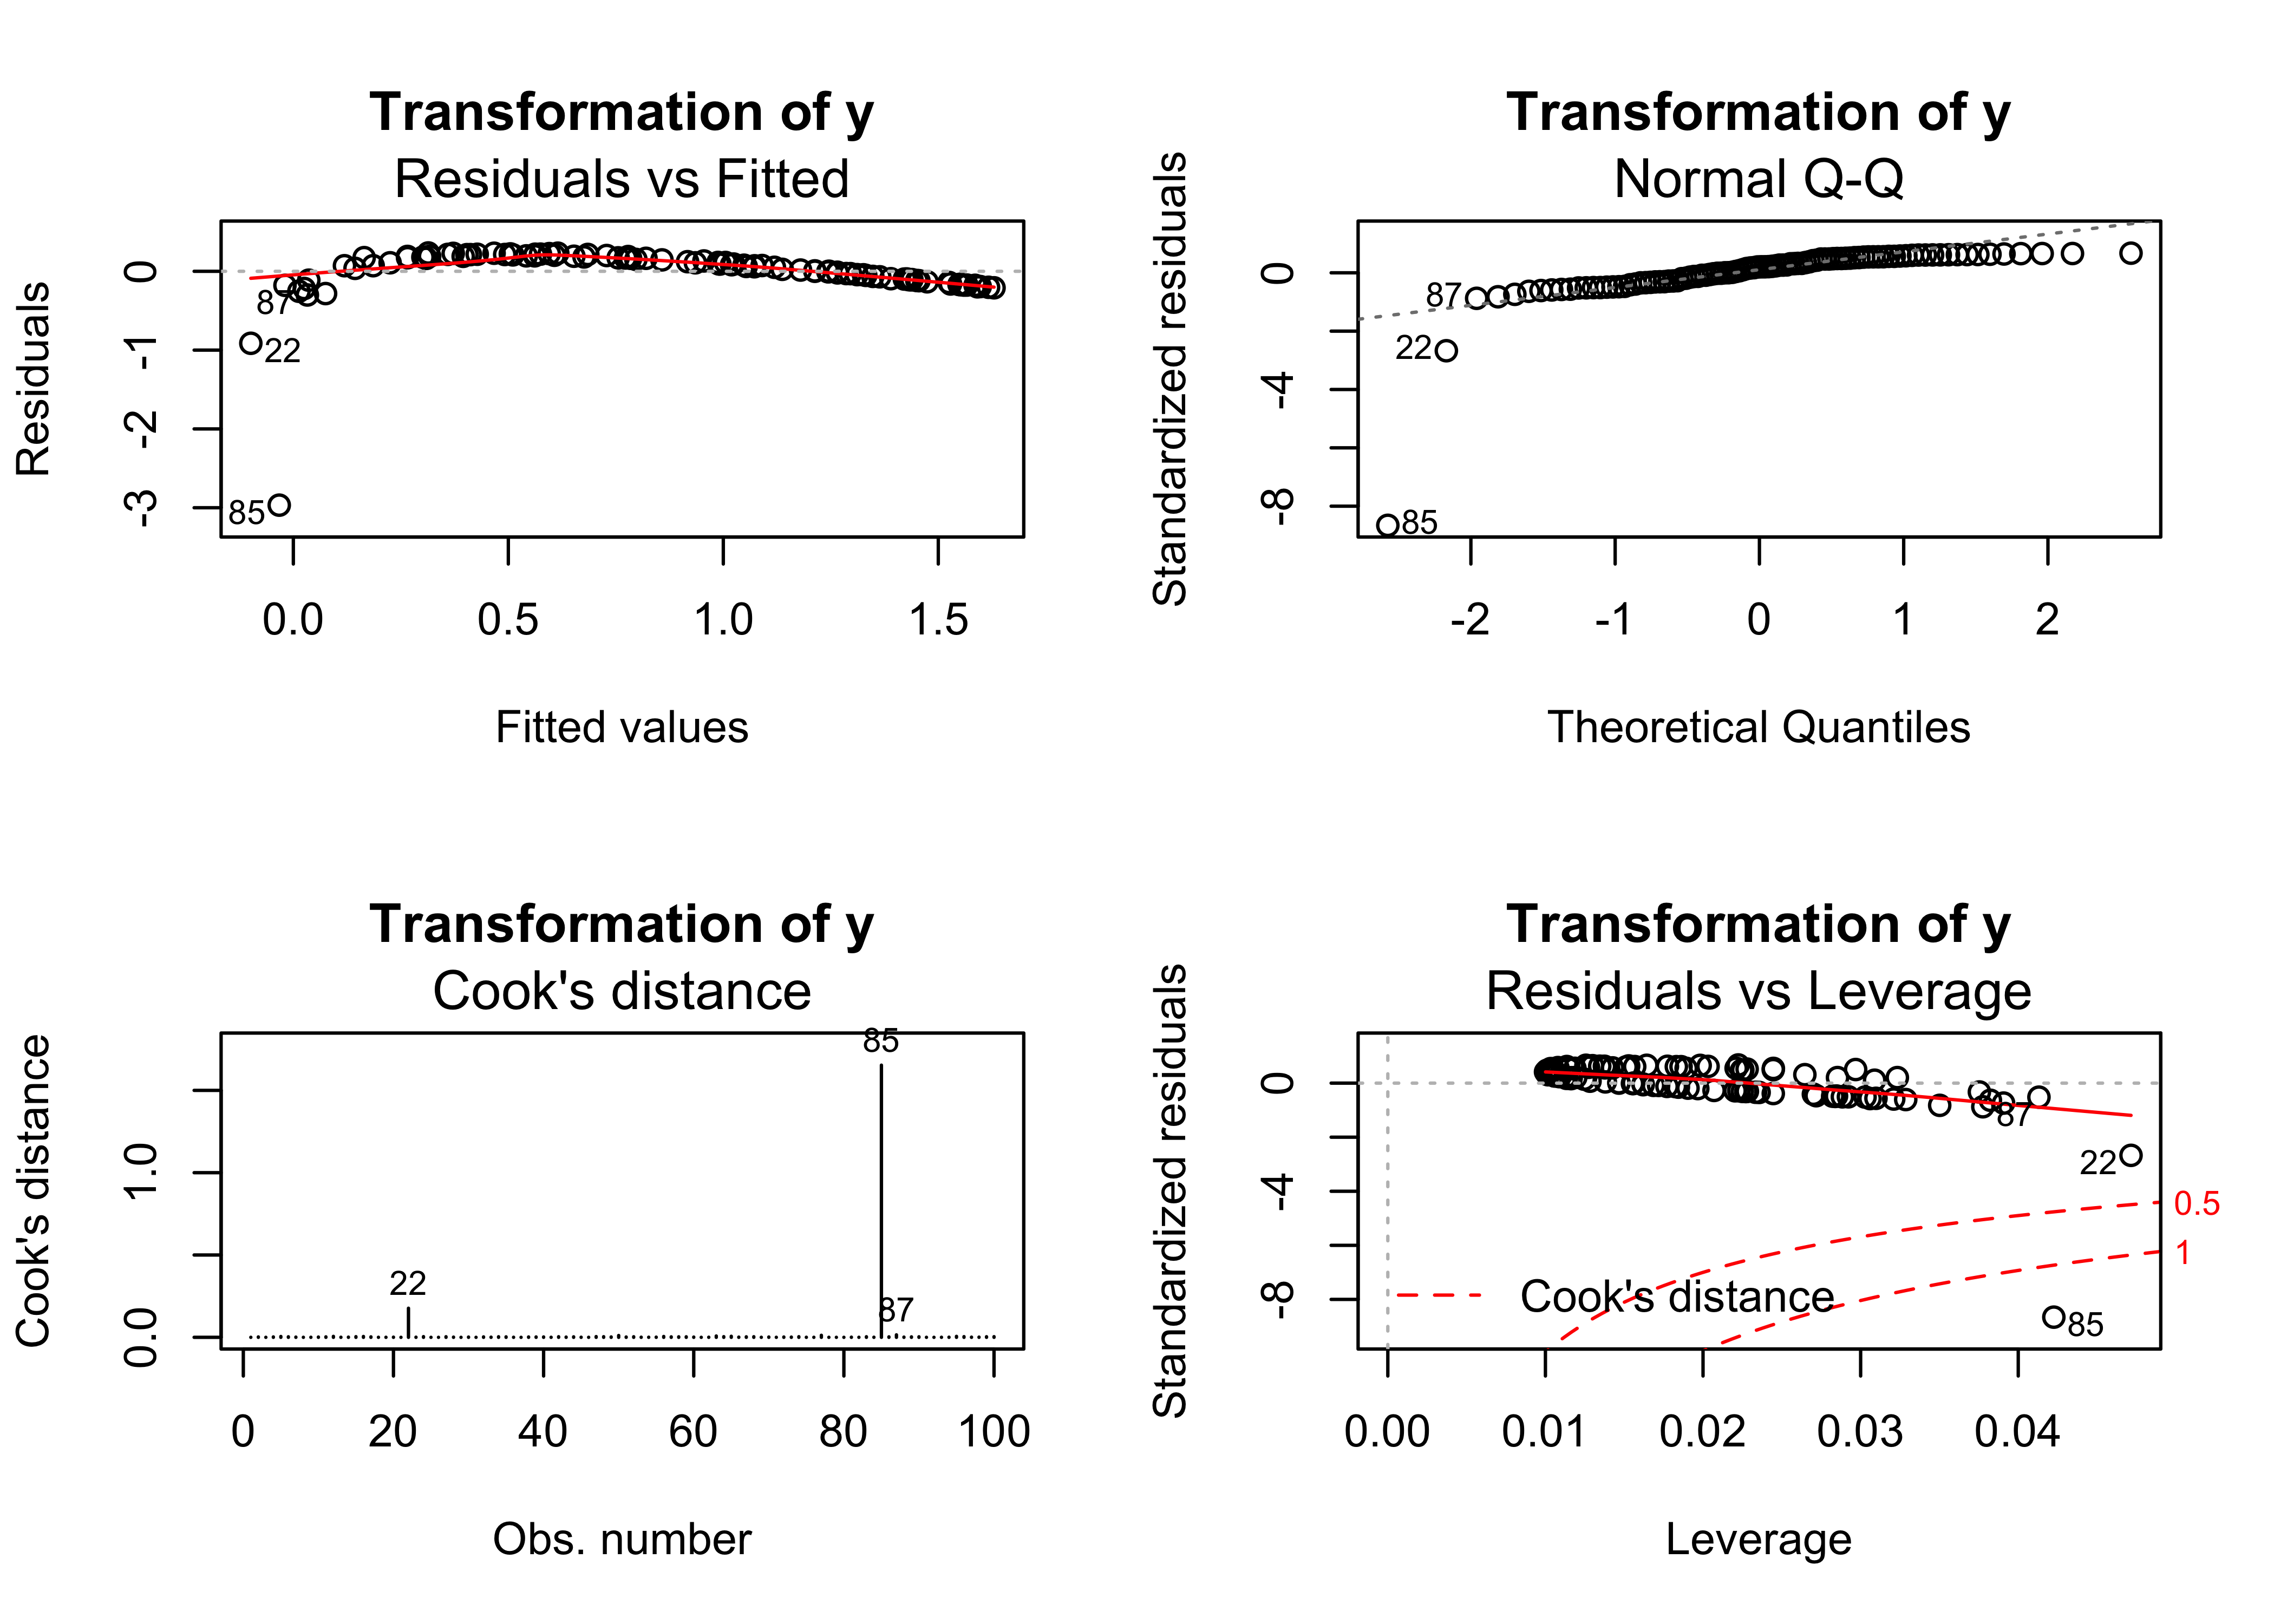 Transformation of y
Residuals vs Fitted
Residuals
0
-1
-2
-3
87
22
85
0.0 0.5 1.0 1.5
Fitted values
Transformation of y
Normal Q-Q
Standardized residuals
0
-4
-8
87
22
85
-2 -1 0 1 2
Theoretical Quantiles
Transformation of y
Cook's distance
Cook's distance
1.0
0.0
85
22
87
0 20 40 60 80 100
Obs. number
Transformation of y
Residuals vs Leverage
Standardized residuals
0
-4
-8
87
22
0.5
1
Cook's distance
85
0.00 0.01 0.02 0.03 0.04
Leverage